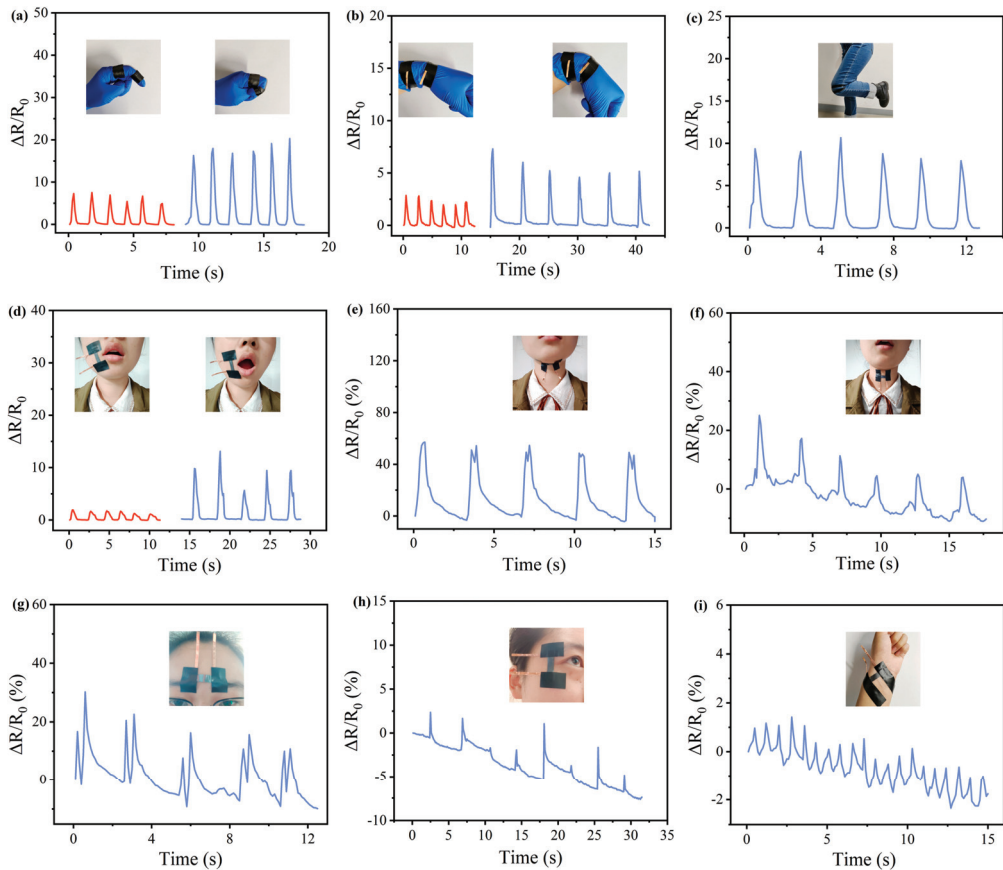 (a)
ΔR/R0
50
40
30
20
10
0
0 5 10 15 20
Time (s)
(b)
ΔR/R0
20
15
10
5
0
0 10 20 30 40
Time (s)
(c)
ΔR/R0
25
20
15
10
5
0
0 4 8 12
Time (s)
(d)
ΔR/R0
40
30
20
10
0
0 5 10 15 20 25 30
Time (s)
(e)
ΔR/R0 (%)
160
120
80
40
0
0 5 10 15
Time (s)
(f)
ΔR/R0 (%)
60
40
20
0
0 5 10 15
Time (s)
(g)
ΔR/R0 (%)
60
40
20
0
0 4 8 12
Time (s)
(h)
ΔR/R0 (%)
15
10
5
0
-5
-10
0 5 10 15 20 25 30 35
Time (s)
(i)
ΔR/R0 (%)
6
4
2
0
-2
0 5 10 15
Time (s)